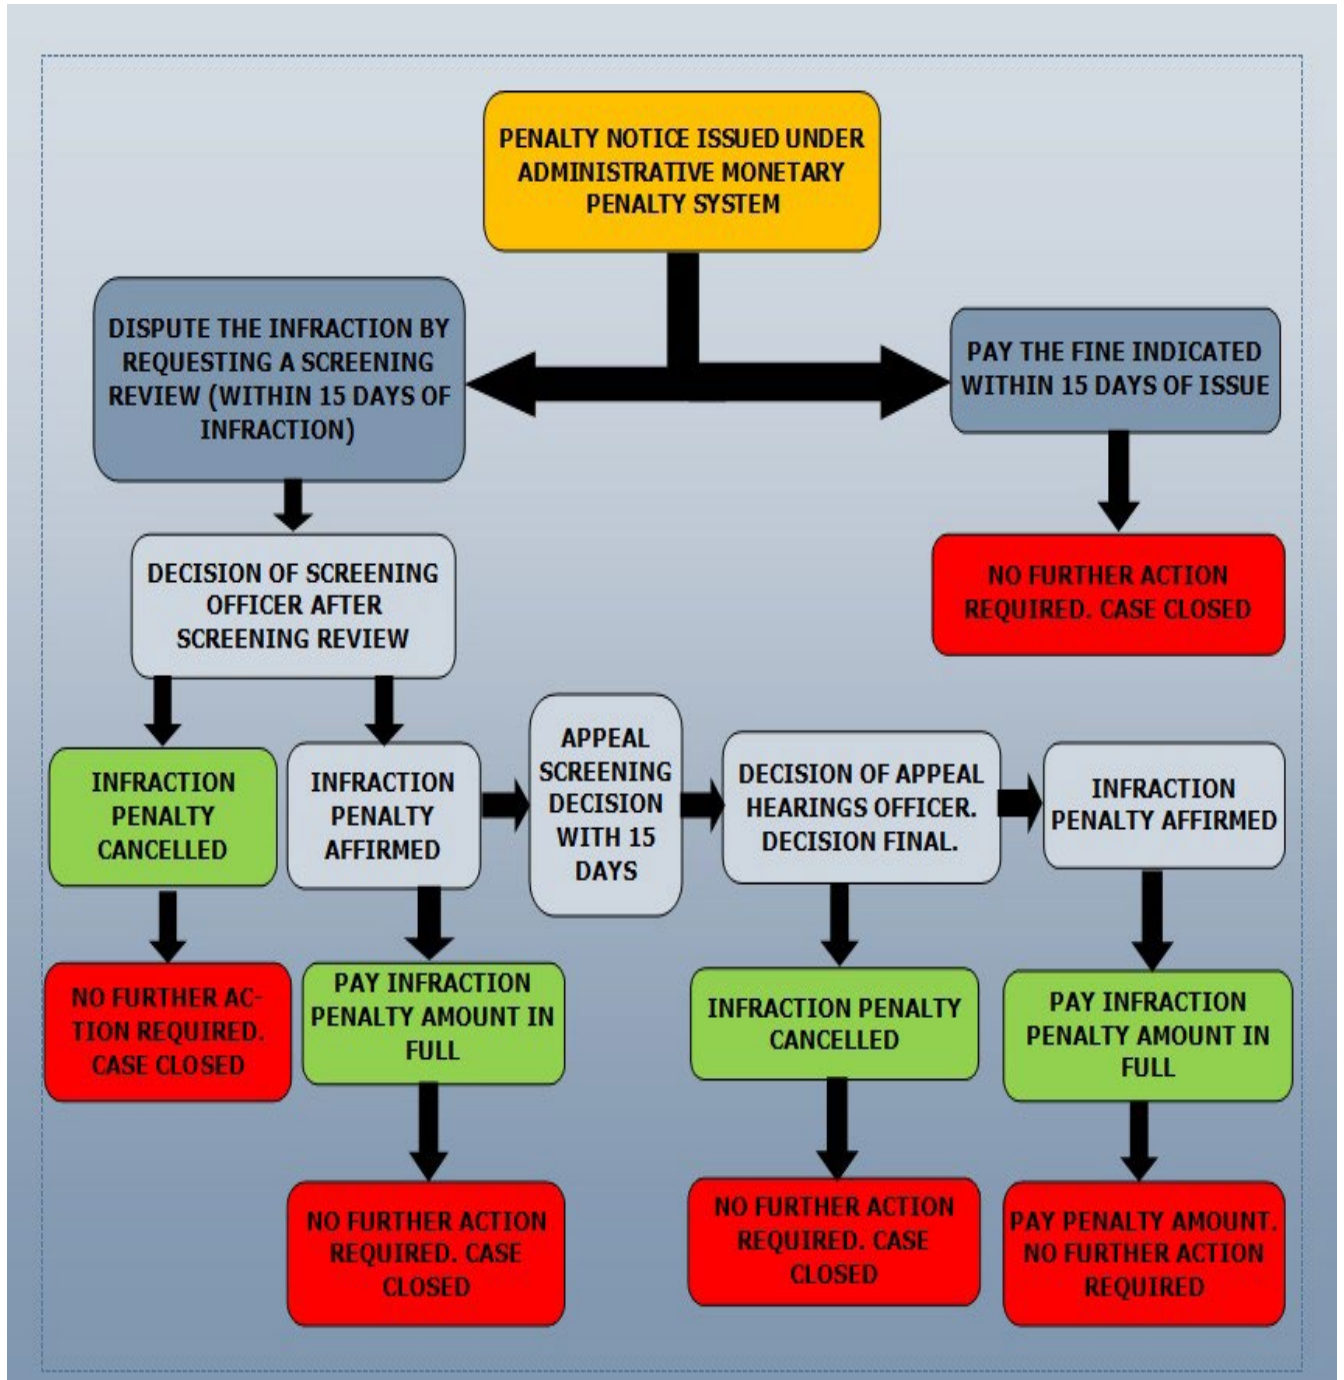 PENALTY NOTICE ISSUED UNDER
ADMINISTRATIVE MONETARY
PENALTY SYSTEM
DISPUTE THE INFRACTION BY
REQUESTING A SCREENING
REVIEW (WITHIN 15 DAYS OF
INFRACTION)
PAY THE FINE INDICATED
WITHIN 15 DAYS OF ISSUE
DECISION OF SCREENING
OFFICER AFTER
SCREENING REVIEW
NO FURTHER ACTION
REQUIRED. CASE CLOSED
INFRACTION
PENALTY
CANCELLED
INFRACTION
PENALTY
AFFIRMED
APPEAL
SCREENING
DECISION
WITH 15
DAYS
DECISION OF APPEAL
HEARINGS OFFICER.
DECISION FINAL.
INFRACTION
PENALTY AFFIRMED
NO FURTHER AC-
TION REQUIRED.
CASE CLOSED
PAY INFRACTION
PENALTY AMOUNT IN
FULL
INFRACTION PENALTY
CANCELLED
PAY INFRACTION
PENALTY AMOUNT IN
FULL
NO FURTHER ACTION
REQUIRED. CASE
CLOSED
NO FURTHER ACTION
REQUIRED. CASE
CLOSED
PAY PENALTY AMOUNT.
NO FURTHER ACTION
REQUIRED